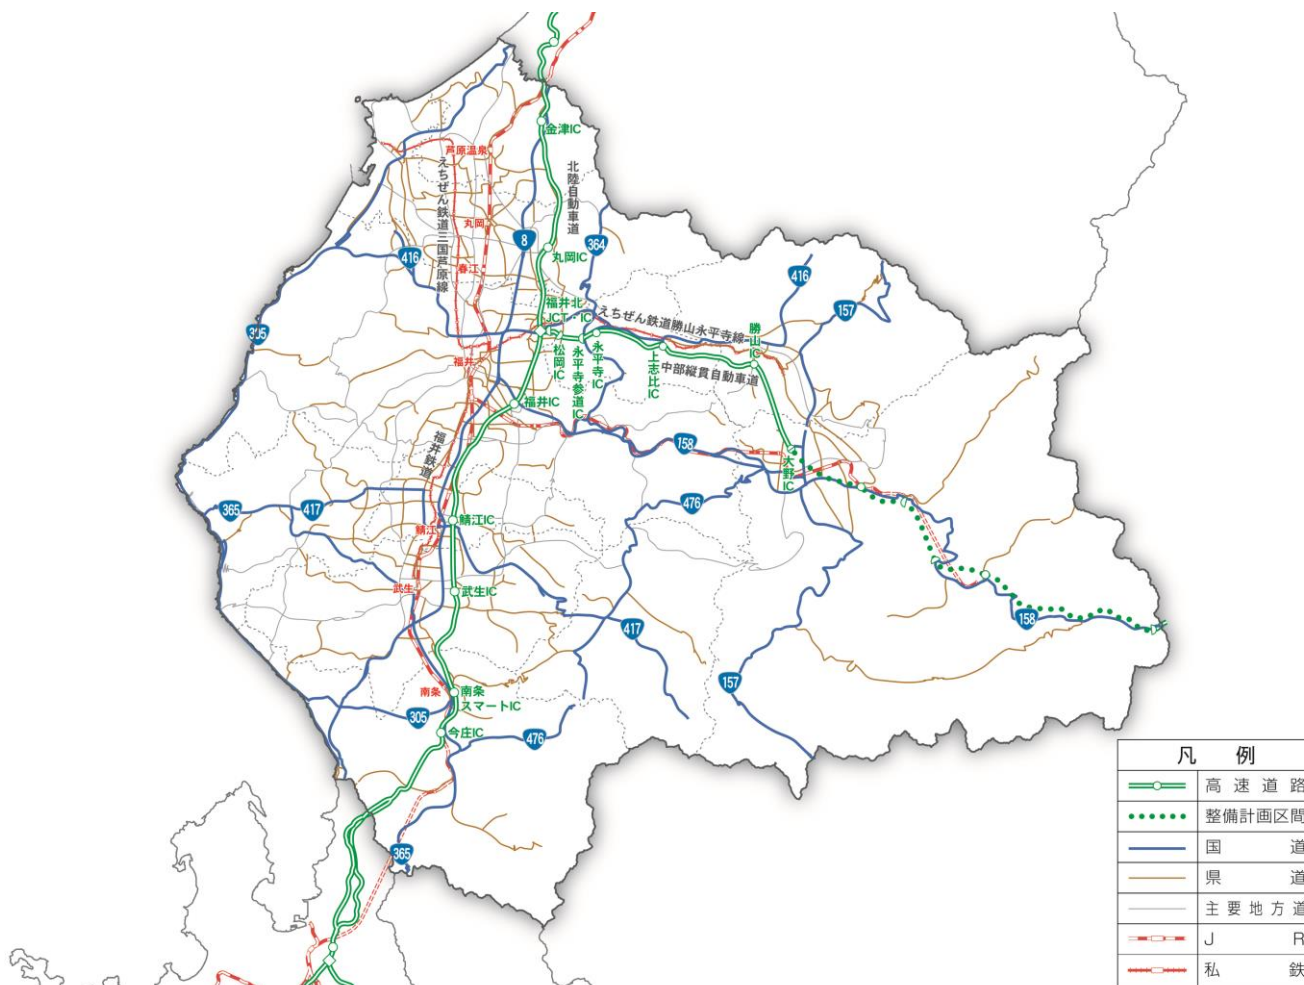 金津IC
芦原温泉
えちぜん鉄道三国芦原線
北陸自動車道
丸岡
8
364
416
丸岡IC
春江
416
157
福井北
JCT・IC
えちぜん鉄道勝山永平寺線
305
勝山IC
福井
松岡IC
永平寺参道IC
永平寺IC
上志比IC
中部縦貫自動車道
福井IC
福井鉄道
158
大野IC
365
417
476
鯖江
鯖江IC
武生
武生IC
158
417
157
南条
南条
スマートIC
305
今庄IC
476
365
凡例
高速道路
整備計画区間
国道
県道
主要地方道
JR
私鉄